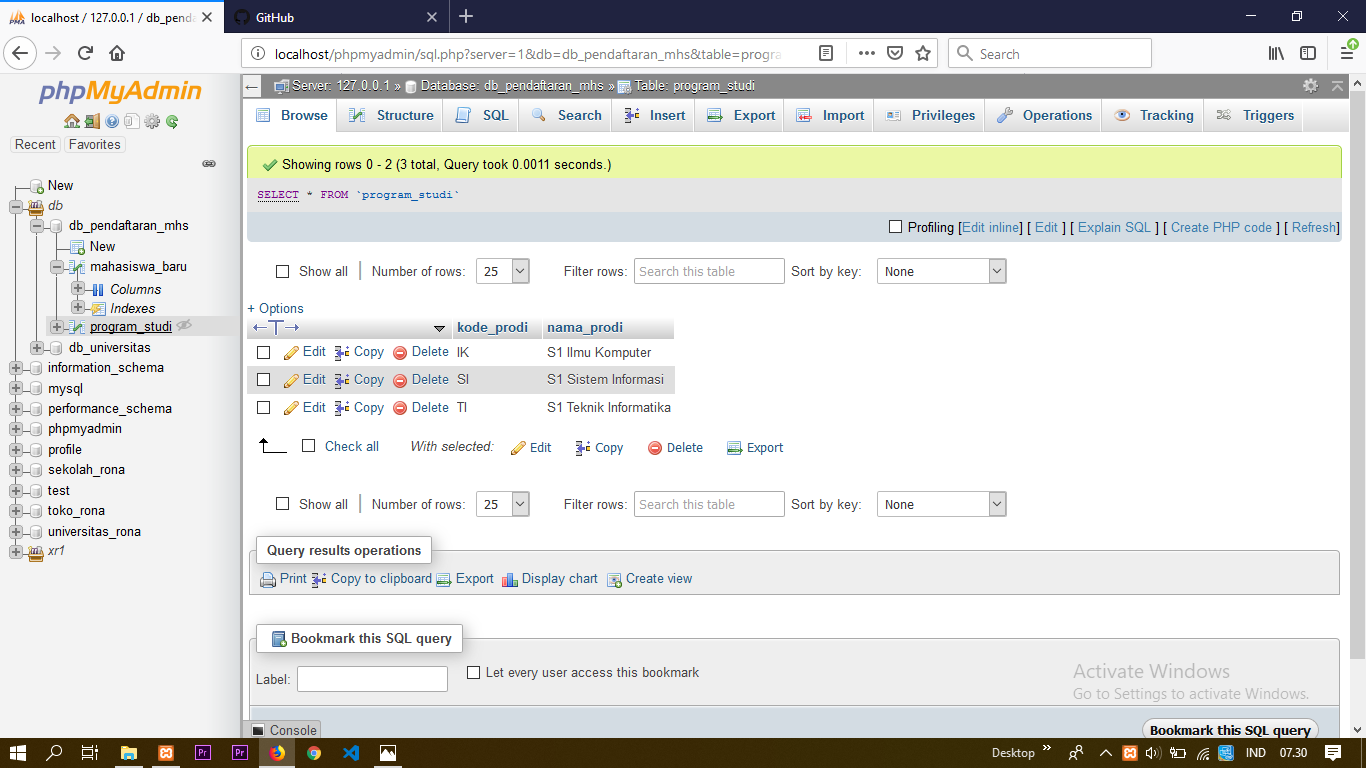 localhost / 127.0.0.1 / db_penda
GitHub
localhost/phpmyadmin/sql.php?server=1&db=db_pendaftaran_mhs&table=progra
Search
phpMyAdmin
Recent Favorites
New
db
db_pendaftaran_mhs
New
mahasiswa_baru
Columns
Indexes
program_studi
db_universitas
information_schema
mysql
performance_schema
phpmyadmin
profile
sekolah_rona
test
toko_rona
universitas_rona
xr1
Server: 127.0.0.1 » Database: db_pendaftaran_mhs » Table: program_studi
Browse Structure SQL Search Insert Export Import Privileges Operations Tracking Triggers
Showing rows 0 - 2 (3 total, Query took 0.0011 seconds.)
SELECT * FROM `program_studi`
Profiling [Edit inline] [ Edit ] [ Explain SQL ] [ Create PHP code ] [ Refresh]
Show all Number of rows: 25 Filter rows: Search this table Sort by key: None
+ Options
←T→ kode_prodi nama_prodi
Edit Copy Delete IK S1 Ilmu Komputer
Edit Copy Delete SI S1 Sistem Informasi
Edit Copy Delete TI S1 Teknik Informatika
Check all With selected: Edit Copy Delete Export
Show all Number of rows: 25 Filter rows: Search this table Sort by key: None
Query results operations
Print Copy to clipboard Export Display chart Create view
Bookmark this SQL query
Label: Let every user access this bookmark
Activate Windows
Go to Settings to activate Windows.
Console
Bookmark this SQL query
Desktop » IND 07.30